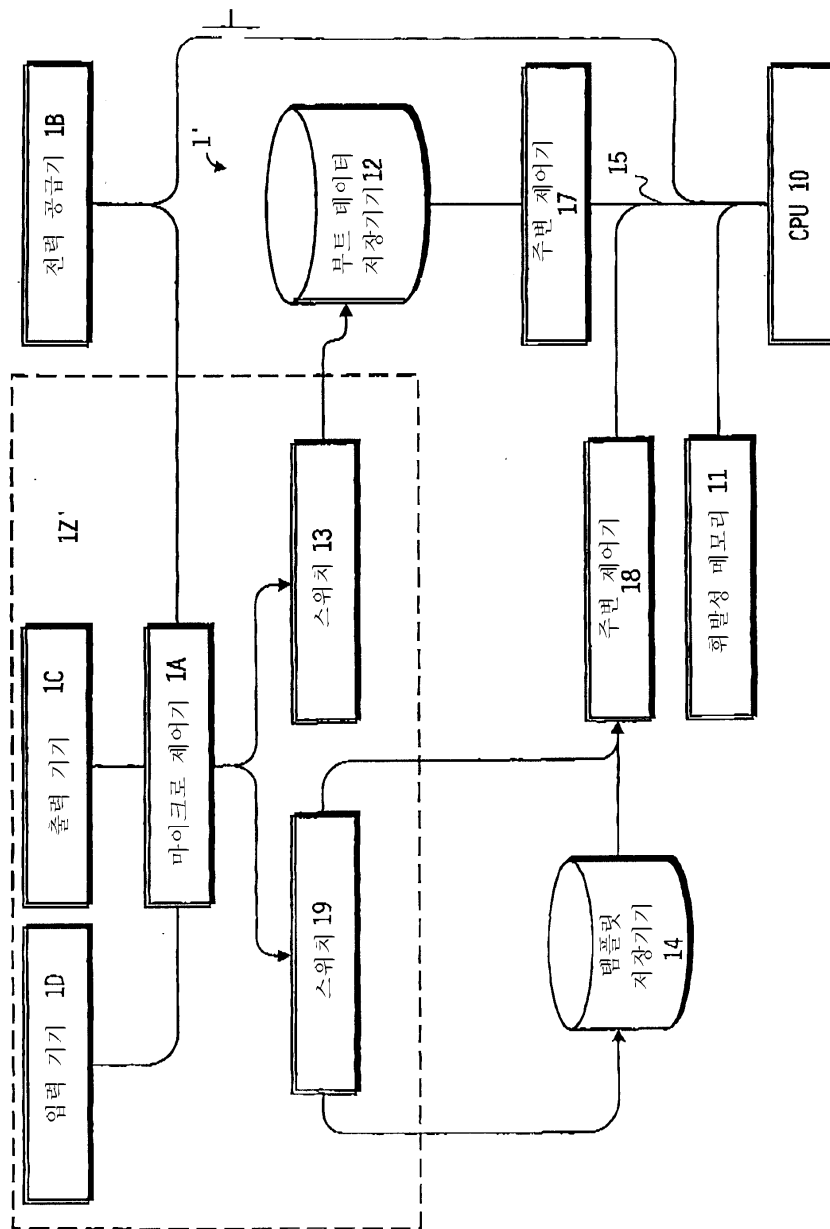 입력 기기 1D
출력 기기 1C
전력 공급기 1B
1Z'
마이크로 제어기 1A
1'
스위치 19
스위치 13
부트 데이터
저장기기 12
탬플릿
저장기기
14
주변 제어기
18
주변 제어기
17
15
휘발성 메모리 11
CPU 10